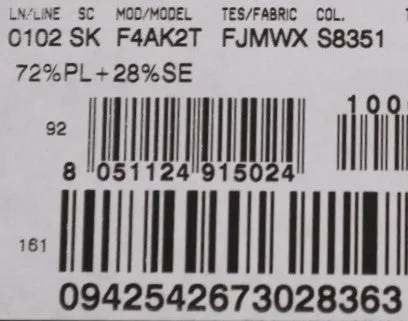 LN/LINE SC MOD/MODEL TES/FABRIC COL.
0102 SK F4AK2T FJMWX S8351
72%PL+28%SE
100
92
8 051124 915024
161
0942542673028363